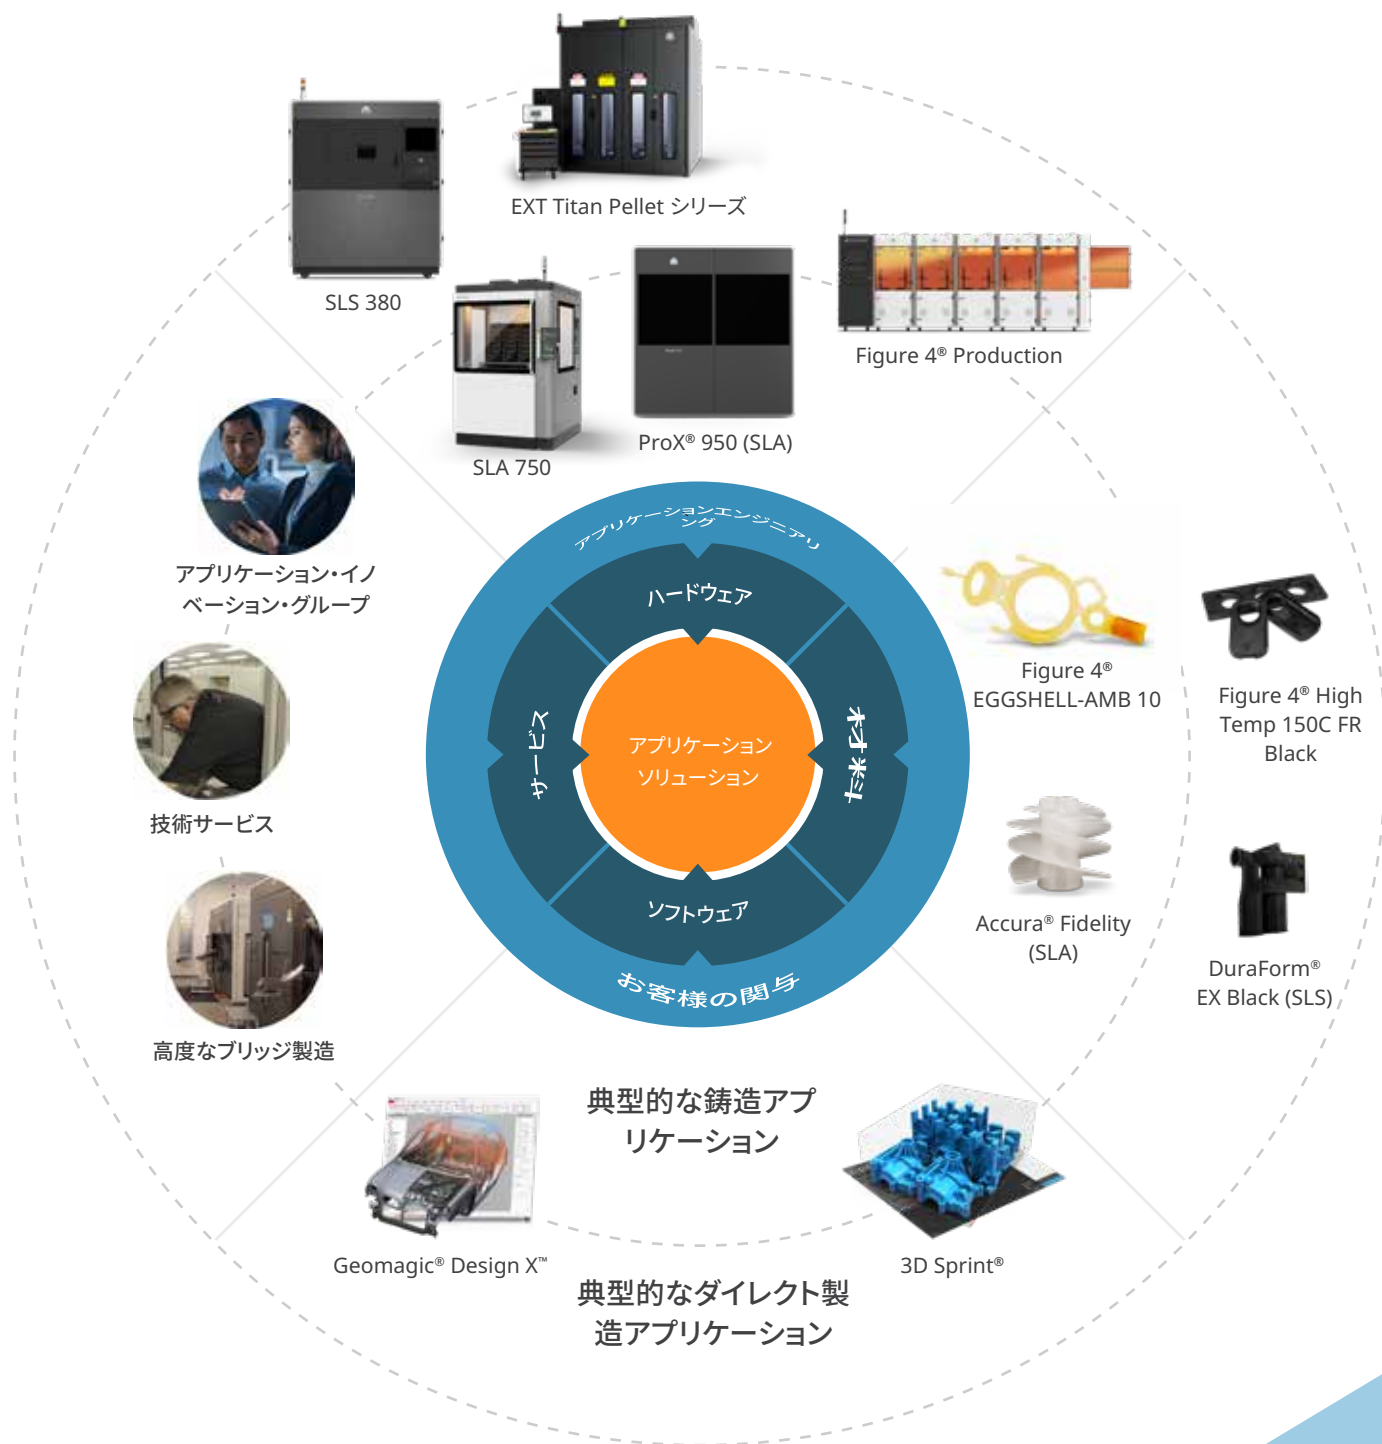 EXT Titan Pellet シリーズ
SLS 380
Figure 4® Production
ProX® 950 (SLA)
SLA 750
アプリケーション・イノ
ベーション・グループ
技術サービス
高度なブリッジ製造
アプリケーションエンジニアリ
ング
ハードウェア
サービス
アプリケーション
ソリューション
材料
ソフトウェア
お客様の関与
Figure 4®
EGGSHELL-AMB 10
Figure 4® High
Temp 150C FR
Black
Accura® Fidelity
(SLA)
DuraForm®
EX Black (SLS)
典型的な鋳造アプ
リケーション
Geomagic® Design X™
3D Sprint®
典型的なダイレクト製
造アプリケーション